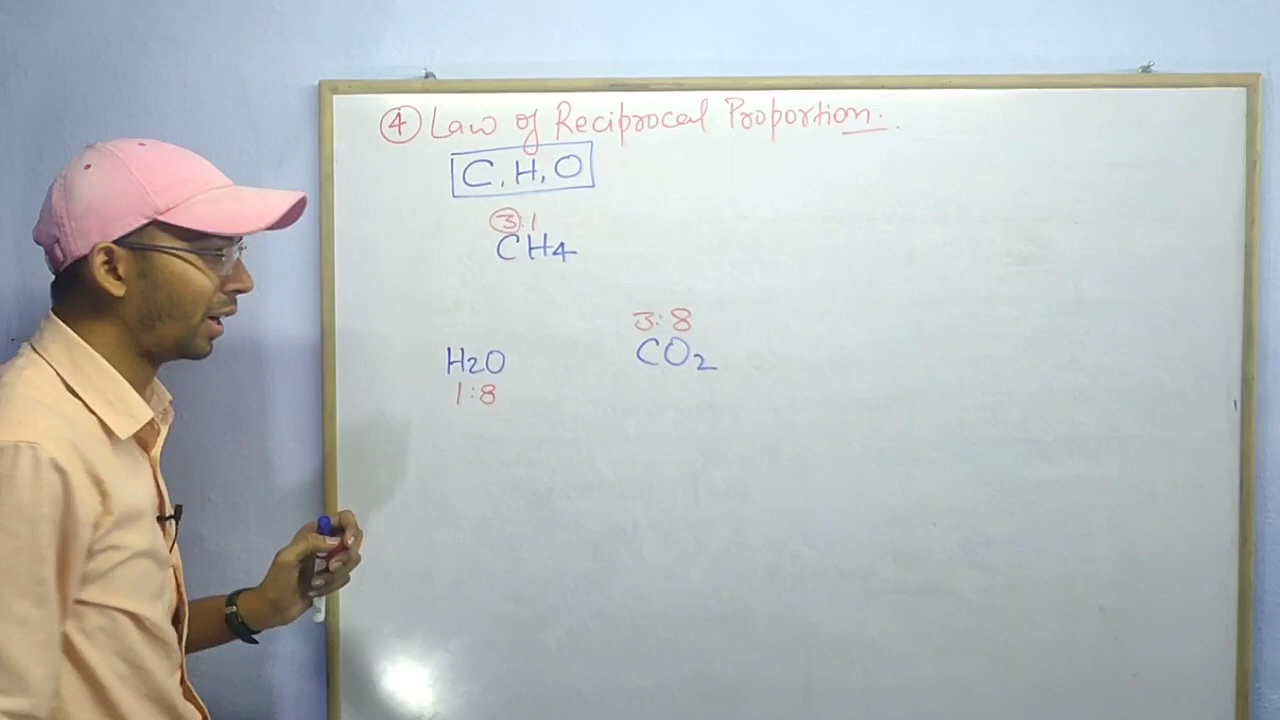 ④ Law of Reciprocal Proportion.
C, H, O
3:1
CH4
3:8
CO2
H2O
1:8